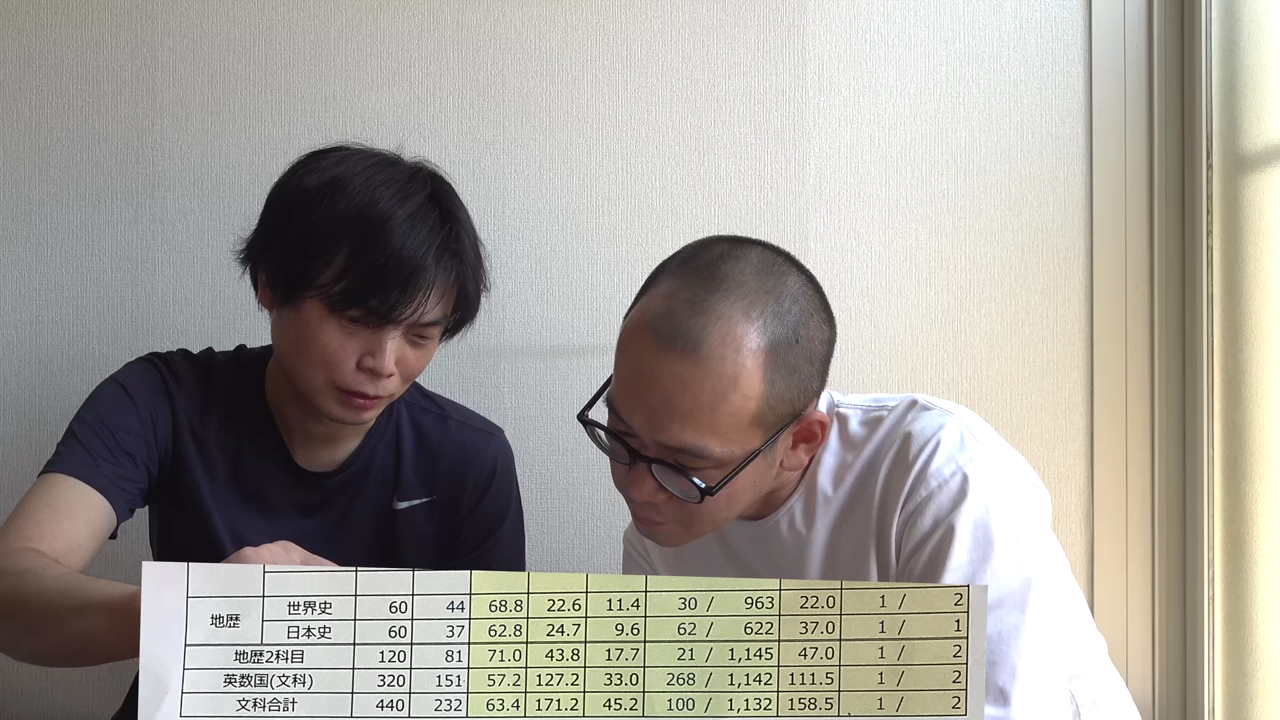 地歴 世界史 60 44 68.8 22.6 11.4 30 / 963 22.0 1 / 2
日本史 60 37 62.8 24.7 9.6 62 / 622 37.0 1 / 1
地歴2科目 120 81 71.0 43.8 17.7 21 / 1,145 47.0 1 / 2
英数国(文科) 320 151 57.2 127.2 33.0 268 / 1,142 111.5 1 / 2
文科合計 440 232 63.4 171.2 45.2 100 / 1,132 158.5 1 / 2